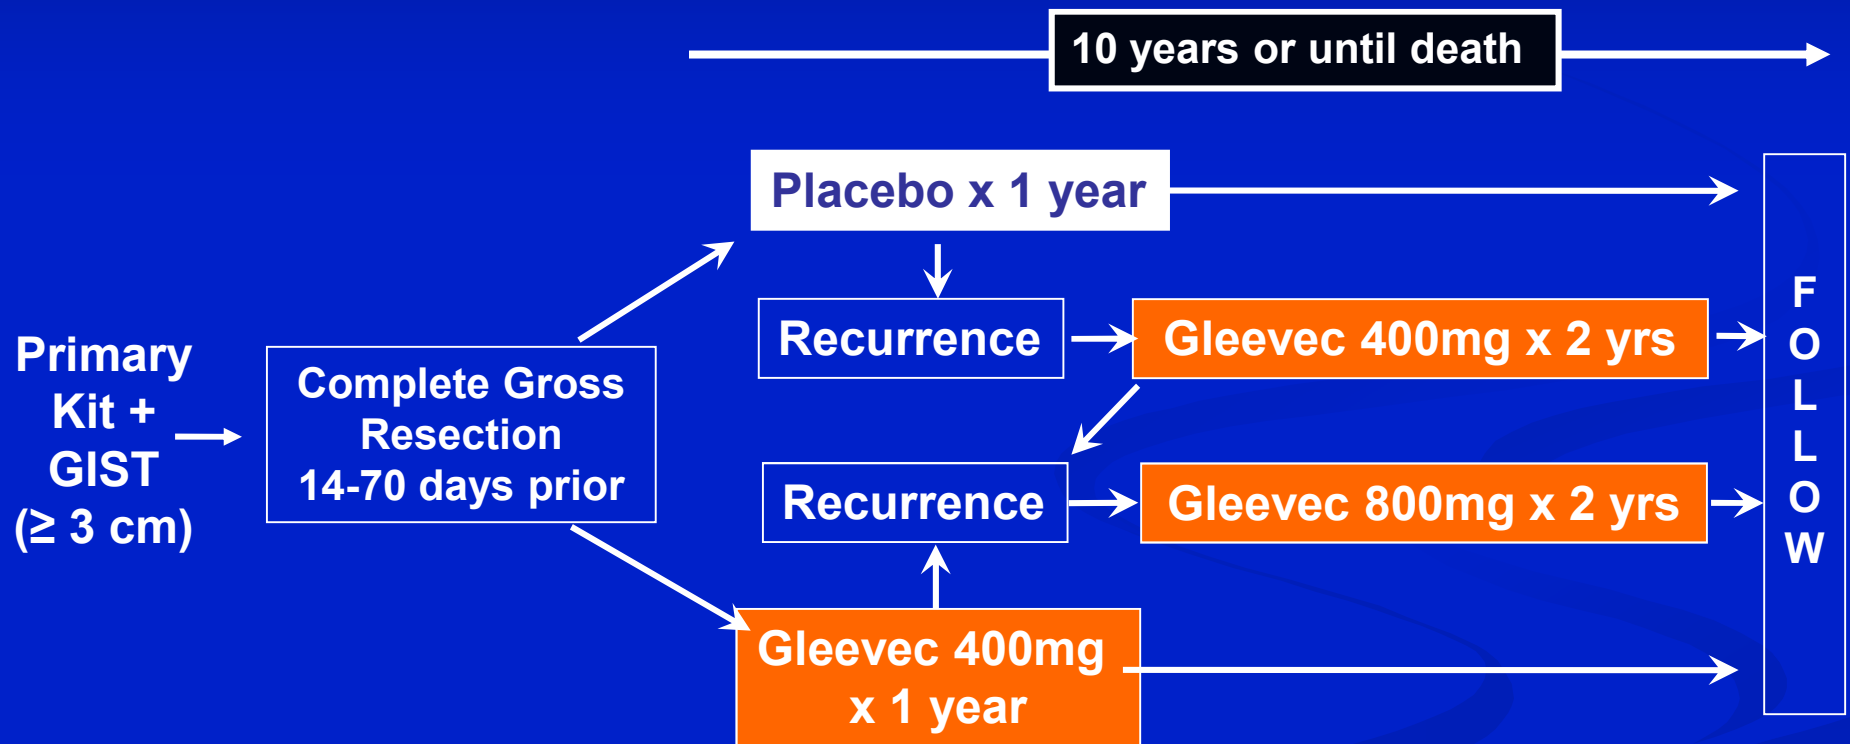 10 years or until death
Placebo x 1 year
Recurrence
Gleevec 400mg x 2 yrs
Primary
Kit +
GIST
(≥ 3 cm)
Complete Gross
Resection
14-70 days prior
Recurrence
Gleevec 800mg x 2 yrs
Gleevec 400mg
x 1 year
F
O
L
L
O
W